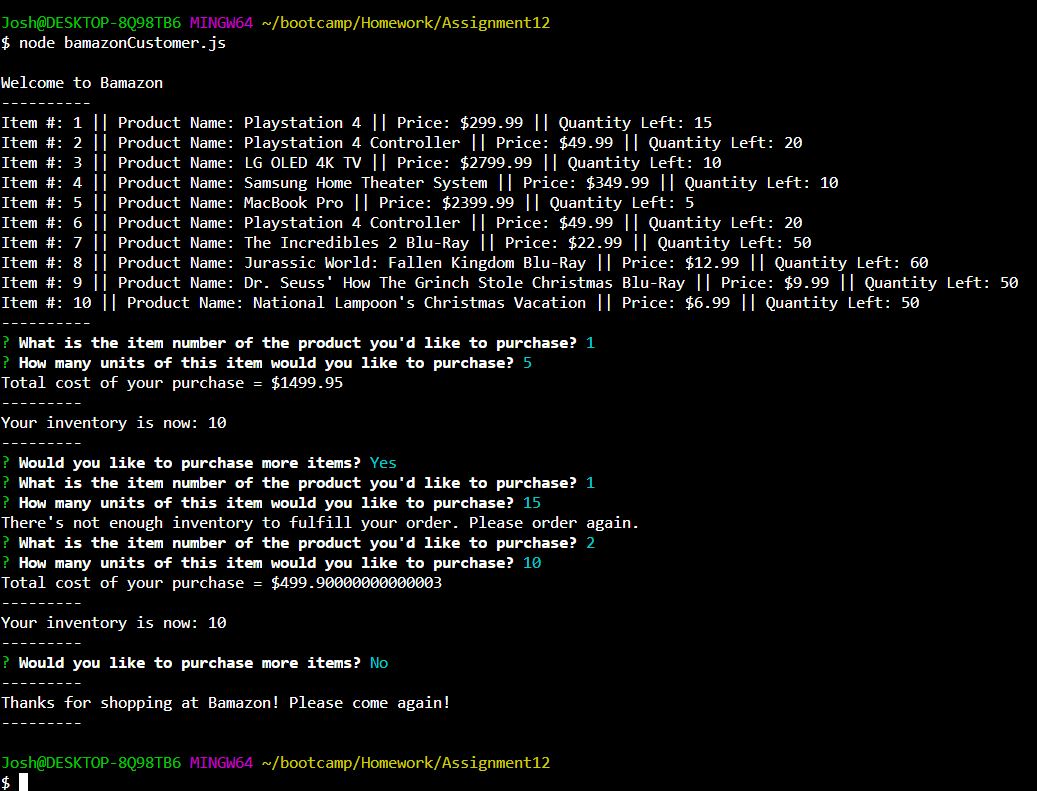 Josh@DESKTOP-8Q98TB6 MINGW64 ~/bootcamp/Homework/Assignment12
$ node bamazonCustomer.js
Welcome to Bamazon
----------
Item #: 1 || Product Name: Playstation 4 || Price: $299.99 || Quantity Left: 15
Item #: 2 || Product Name: Playstation 4 Controller || Price: $49.99 || Quantity Left: 20
Item #: 3 || Product Name: LG OLED 4K TV || Price: $2799.99 || Quantity Left: 10
Item #: 4 || Product Name: Samsung Home Theater System || Price: $349.99 || Quantity Left: 10
Item #: 5 || Product Name: MacBook Pro || Price: $2399.99 || Quantity Left: 5
Item #: 6 || Product Name: Playstation 4 Controller || Price: $49.99 || Quantity Left: 20
Item #: 7 || Product Name: The Incredibles 2 Blu-Ray || Price: $22.99 || Quantity Left: 50
Item #: 8 || Product Name: Jurassic World: Fallen Kingdom Blu-Ray || Price: $12.99 || Quantity Left: 60
Item #: 9 || Product Name: Dr. Seuss' How The Grinch Stole Christmas Blu-Ray || Price: $9.99 || Quantity Left: 50
Item #: 10 || Product Name: National Lampoon's Christmas Vacation || Price: $6.99 || Quantity Left: 50
----------
? What is the item number of the product you'd like to purchase? 1
? How many units of this item would you like to purchase? 5
Total cost of your purchase = $1499.95
---------
Your inventory is now: 10
---------
? Would you like to purchase more items? Yes
? What is the item number of the product you'd like to purchase? 1
? How many units of this item would you like to purchase? 15
There's not enough inventory to fulfill your order. Please order again.
? What is the item number of the product you'd like to purchase? 2
? How many units of this item would you like to purchase? 10
Total cost of your purchase = $499.90000000000003
---------
Your inventory is now: 10
---------
? Would you like to purchase more items? No
---------
Thanks for shopping at Bamazon! Please come again!
---------
Josh@DESKTOP-8Q98TB6 MINGW64 ~/bootcamp/Homework/Assignment12
$